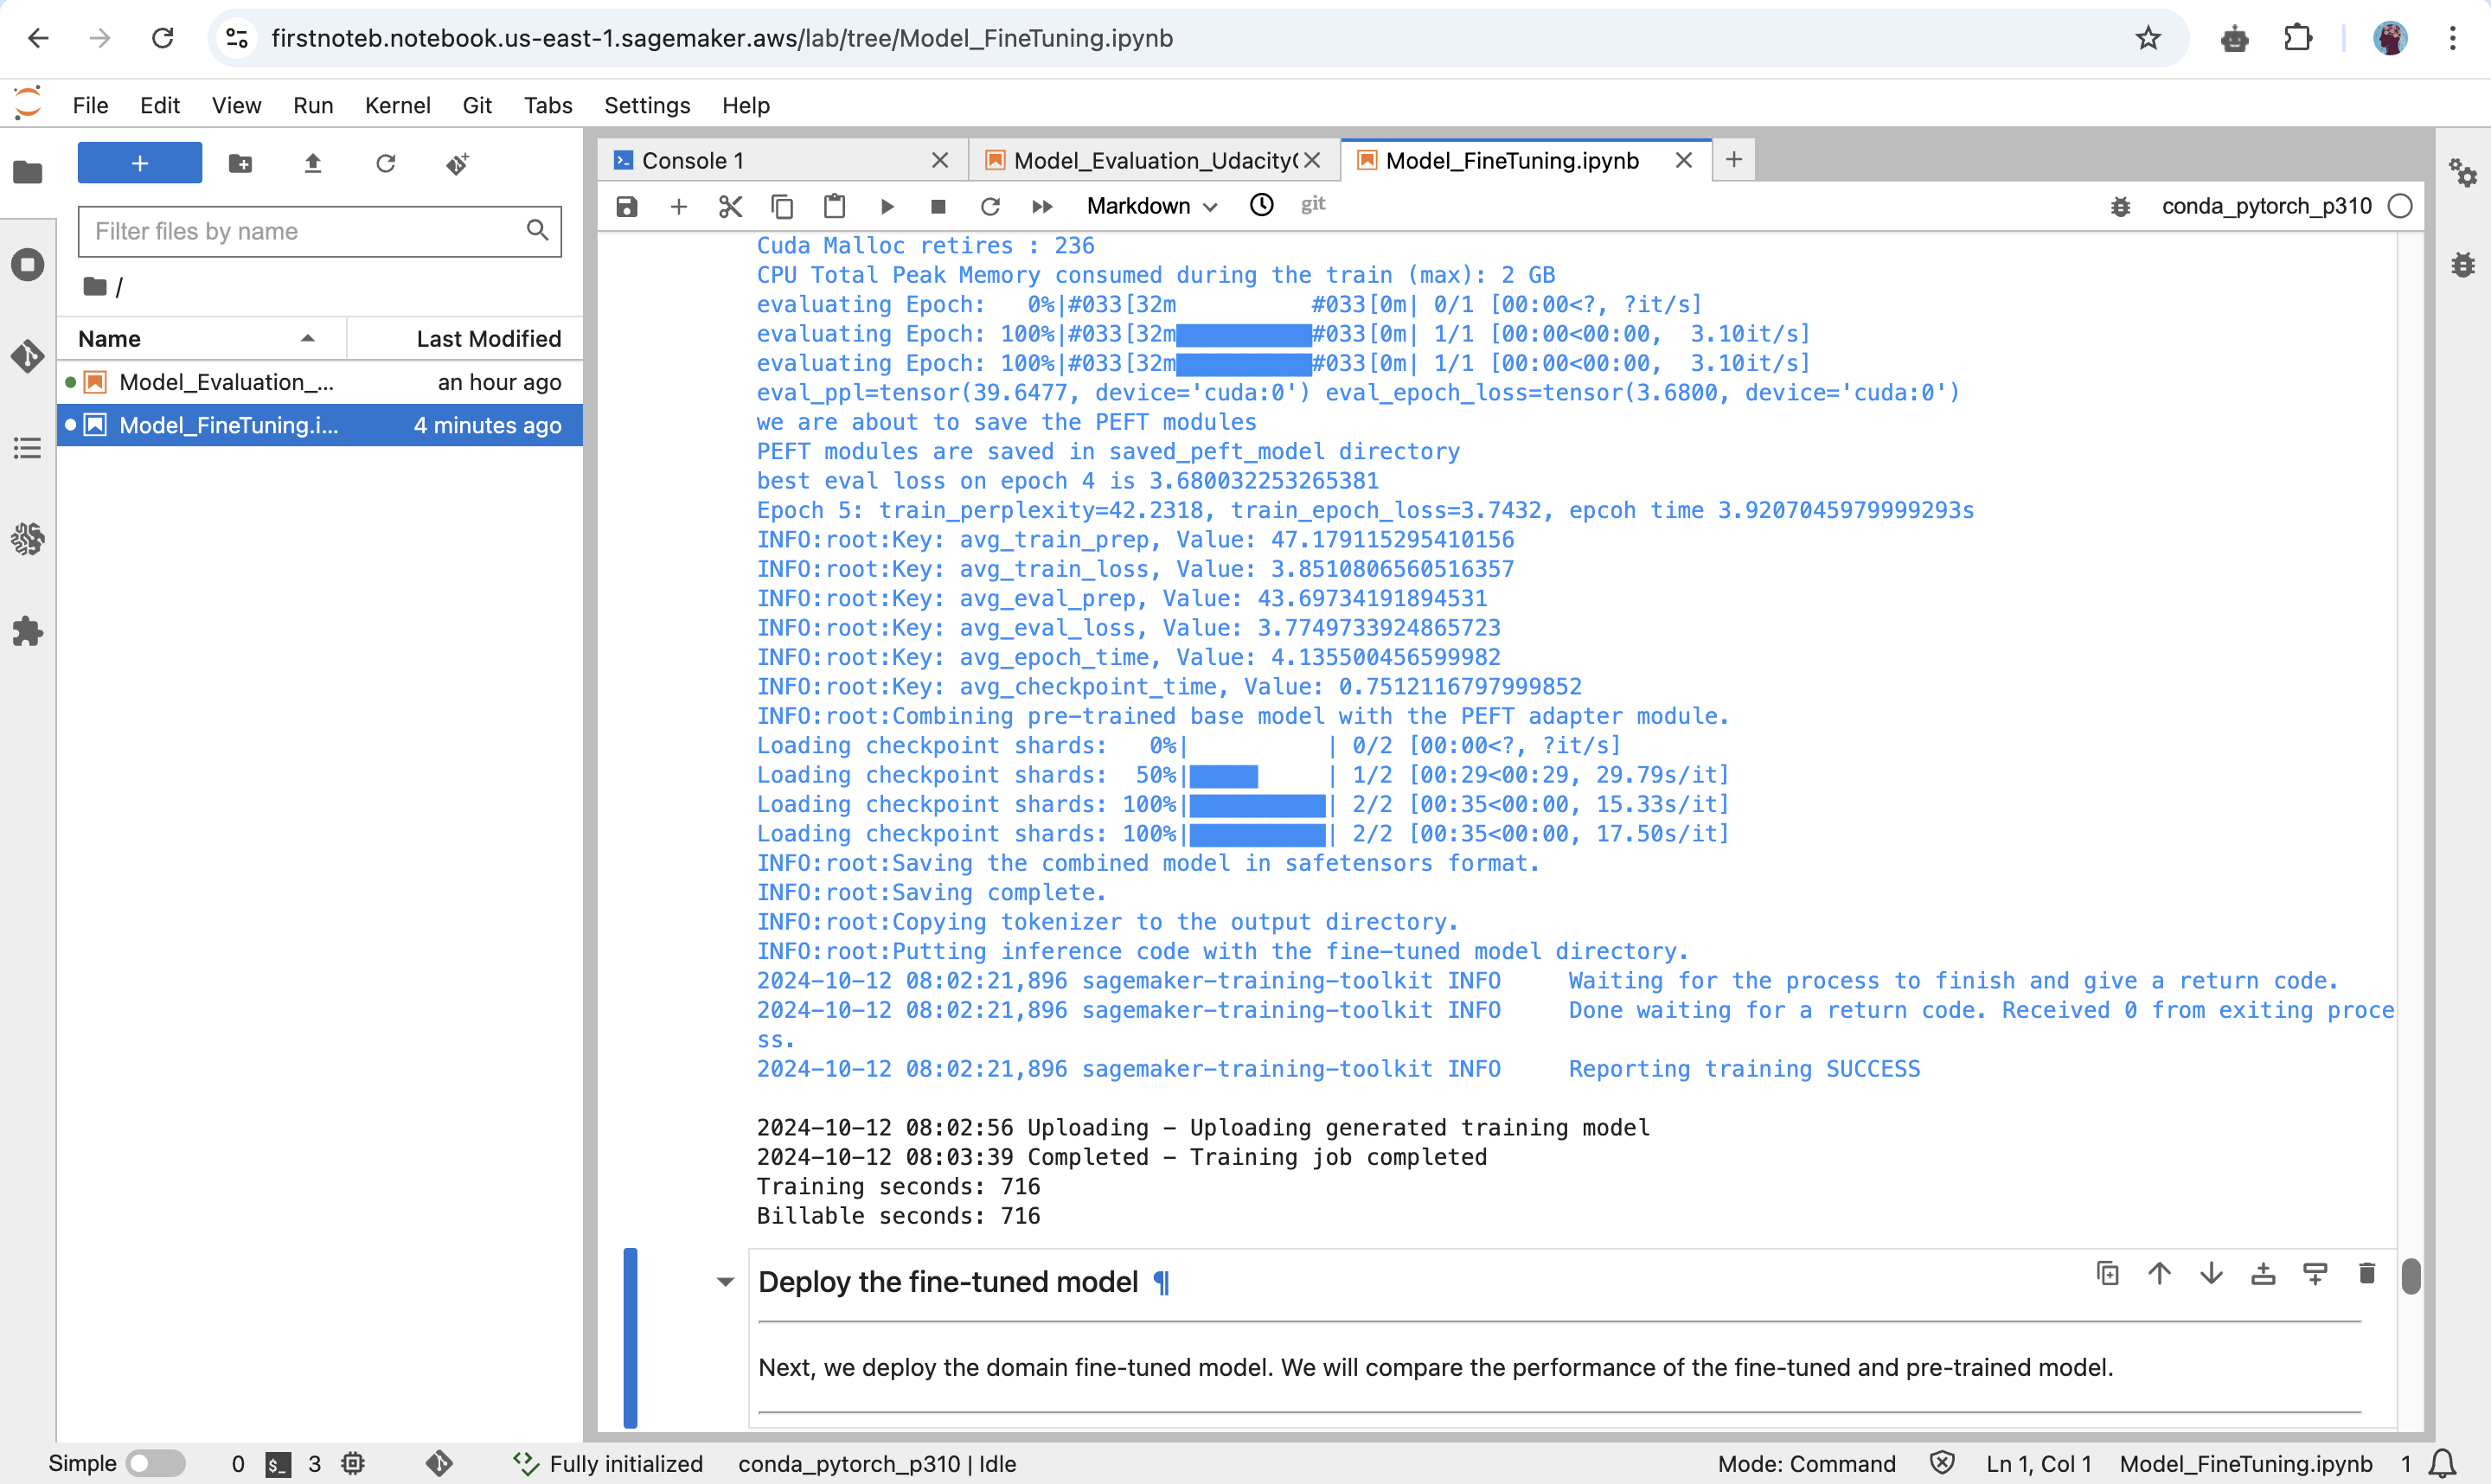 firstnoteb.notebook.us-east-1.sagemaker.aws/lab/tree/Model_FineTuning.ipynb
File Edit View Run Kernel Git Tabs Settings Help
Console 1
Model_Evaluation_Udacity
Model_FineTuning.ipynb
Markdown
git
conda_pytorch_p310
Filter files by name
/
Name Last Modified
Model_Evaluation_... an hour ago
Model_FineTuning.i... 4 minutes ago
Cuda Malloc retires : 236
CPU Total Peak Memory consumed during the train (max): 2 GB
evaluating Epoch:   0%|#033[32m          #033[0m| 0/1 [00:00<?, ?it/s]
evaluating Epoch: 100%|#033[32m██████████#033[0m| 1/1 [00:00<00:00,  3.10it/s]
evaluating Epoch: 100%|#033[32m██████████#033[0m| 1/1 [00:00<00:00,  3.10it/s]
eval_ppl=tensor(39.6477, device='cuda:0') eval_epoch_loss=tensor(3.6800, device='cuda:0')
we are about to save the PEFT modules
PEFT modules are saved in saved_peft_model directory
best eval loss on epoch 4 is 3.680032253265381
Epoch 5: train_perplexity=42.2318, train_epoch_loss=3.7432, epcoh time 3.9207045979999293s
INFO:root:Key: avg_train_prep, Value: 47.179115295410156
INFO:root:Key: avg_train_loss, Value: 3.8510806560516357
INFO:root:Key: avg_eval_prep, Value: 43.69734191894531
INFO:root:Key: avg_eval_loss, Value: 3.7749733924865723
INFO:root:Key: avg_epoch_time, Value: 4.135500456599982
INFO:root:Key: avg_checkpoint_time, Value: 0.7512116797999852
INFO:root:Combining pre-trained base model with the PEFT adapter module.
Loading checkpoint shards:   0%|          | 0/2 [00:00<?, ?it/s]
Loading checkpoint shards:  50%|█████     | 1/2 [00:29<00:29, 29.79s/it]
Loading checkpoint shards: 100%|██████████| 2/2 [00:35<00:00, 15.33s/it]
Loading checkpoint shards: 100%|██████████| 2/2 [00:35<00:00, 17.50s/it]
INFO:root:Saving the combined model in safetensors format.
INFO:root:Saving complete.
INFO:root:Copying tokenizer to the output directory.
INFO:root:Putting inference code with the fine-tuned model directory.
2024-10-12 08:02:21,896 sagemaker-training-toolkit INFO     Waiting for the process to finish and give a return code.
2024-10-12 08:02:21,896 sagemaker-training-toolkit INFO     Done waiting for a return code. Received 0 from exiting proce
ss.
2024-10-12 08:02:21,896 sagemaker-training-toolkit INFO     Reporting training SUCCESS
2024-10-12 08:02:56 Uploading - Uploading generated training model
2024-10-12 08:03:39 Completed - Training job completed
Training seconds: 716
Billable seconds: 716
Deploy the fine-tuned model ¶
Next, we deploy the domain fine-tuned model. We will compare the performance of the fine-tuned and pre-trained model.
Simple 0 3 Fully initialized conda_pytorch_p310 | Idle Mode: Command Ln 1, Col 1 Model_FineTuning.ipynb 1